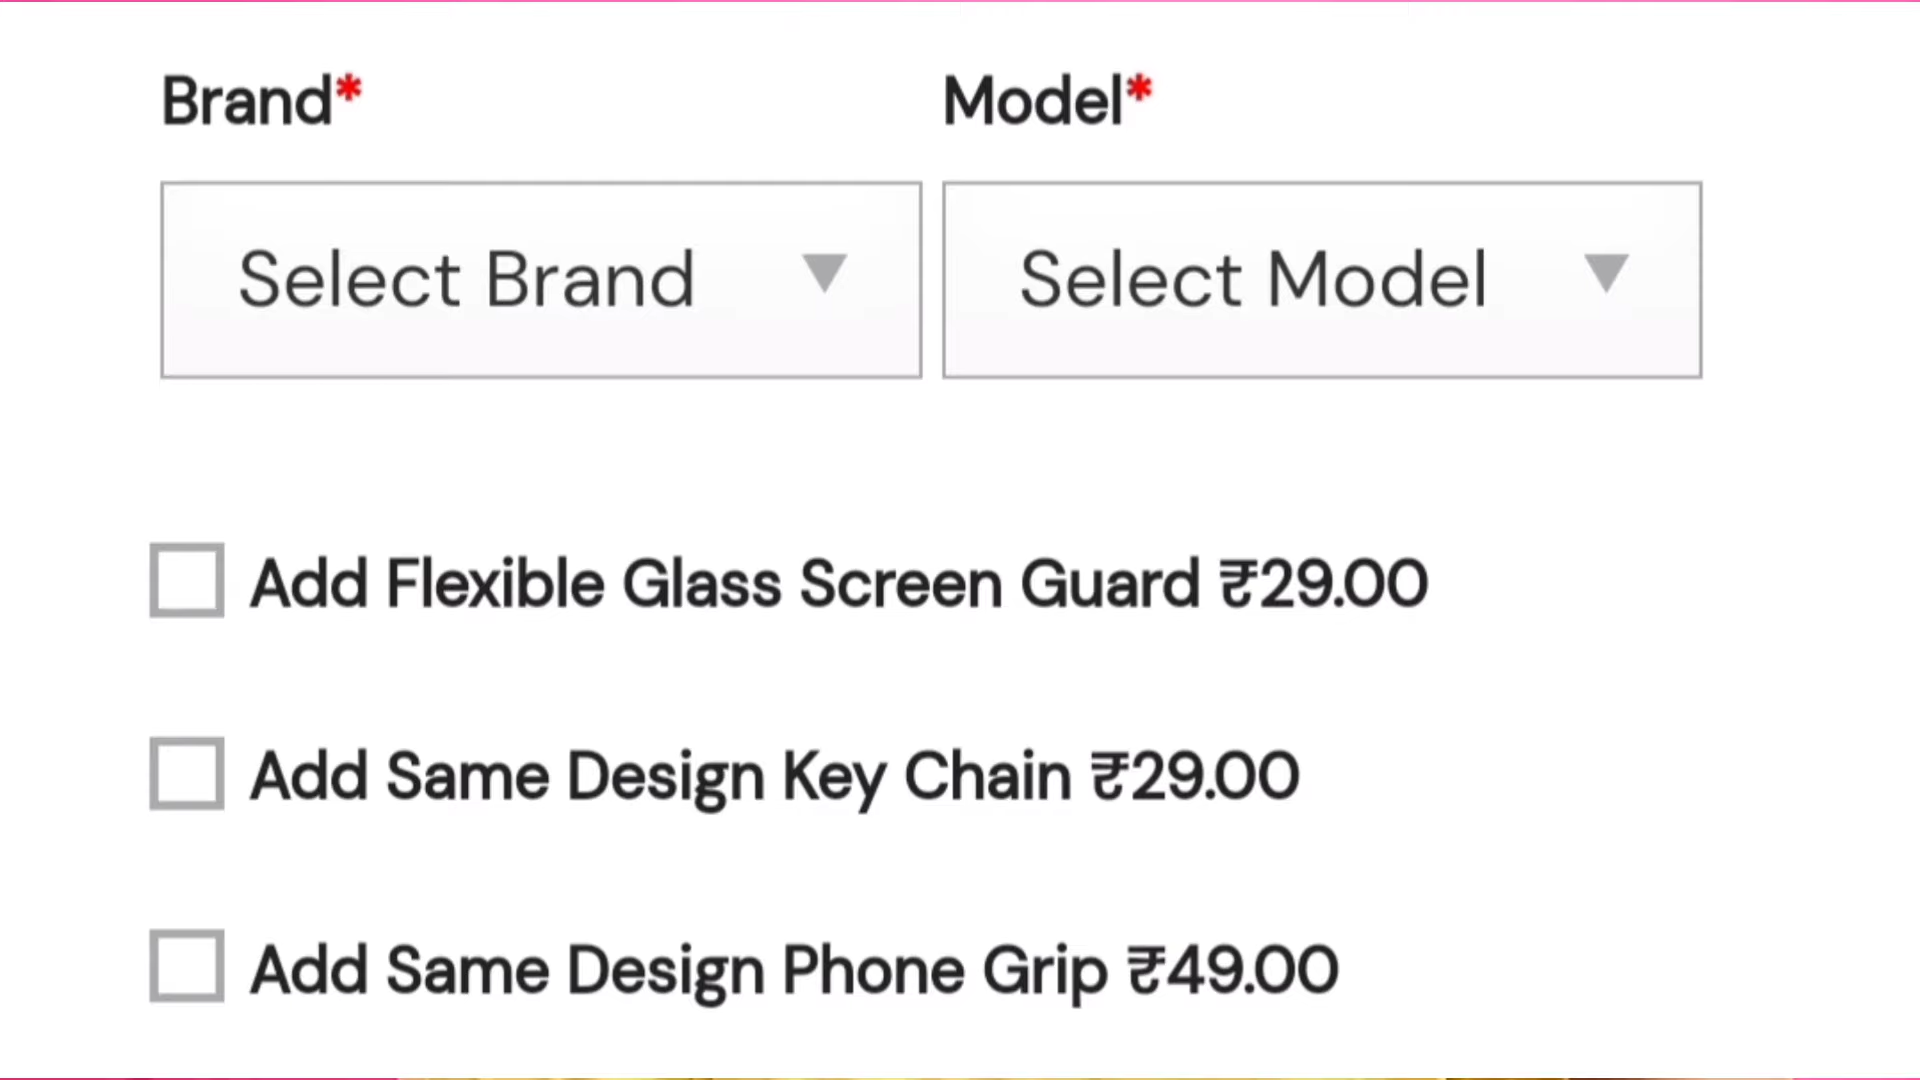 Brand* Model*
Select Brand ▼ Select Model ▼
Add Flexible Glass Screen Guard ₹29.00
Add Same Design Key Chain ₹29.00
Add Same Design Phone Grip ₹49.00